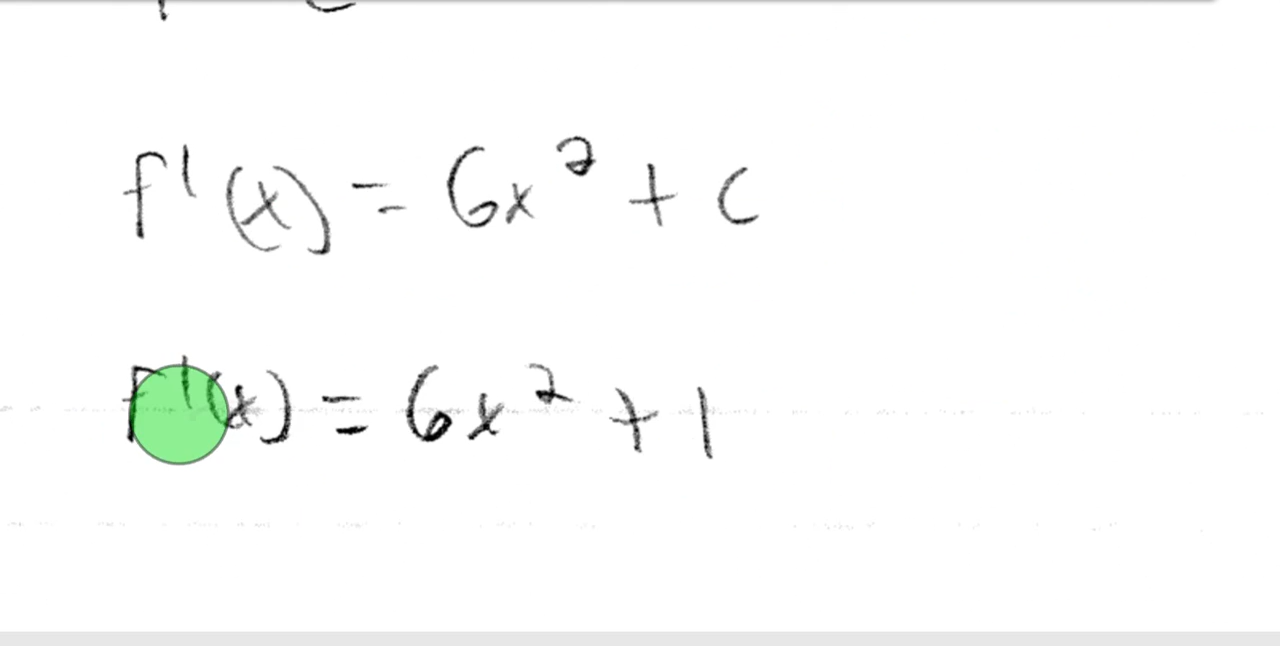 f'(x) = 6x² + C
f'(x) = 6x² + 1